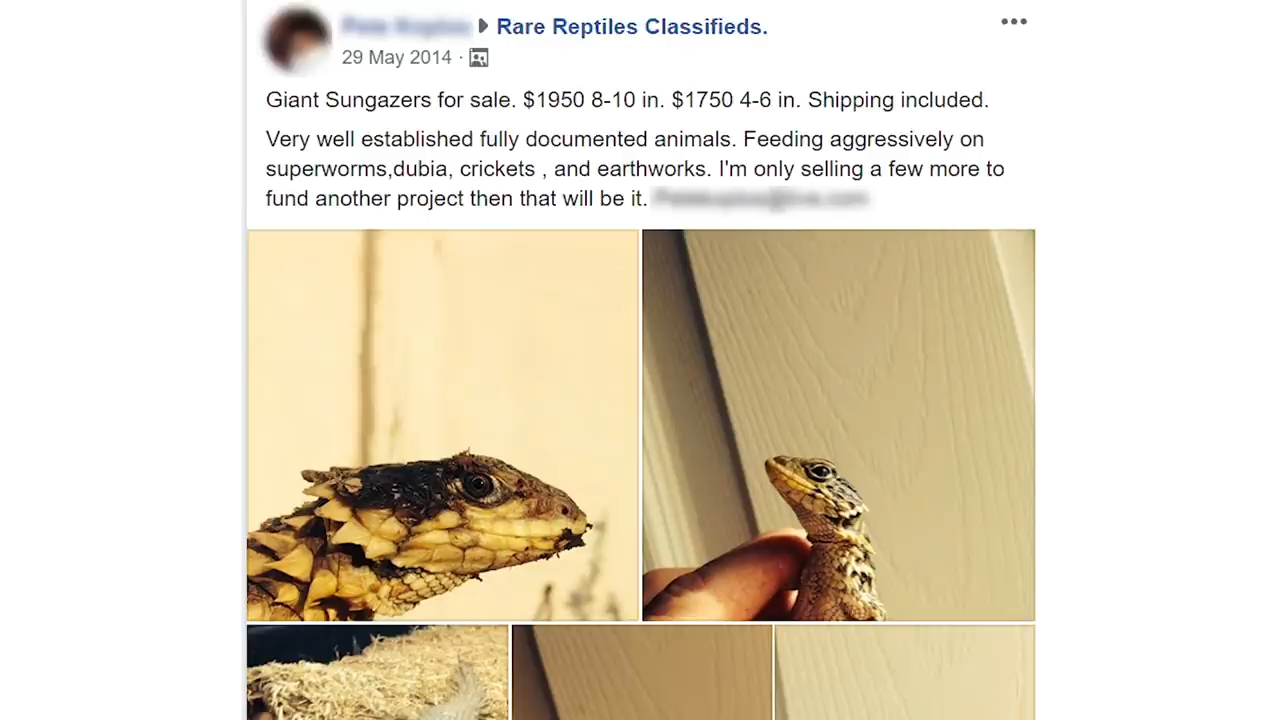 Rare Reptiles Classifieds.
29 May 2014 ·
Giant Sungazers for sale. $1950 8-10 in. $1750 4-6 in. Shipping included.
Very well established fully documented animals. Feeding aggressively on
superworms,dubia, crickets , and earthworks. I'm only selling a few more to
fund another project then that will be it.